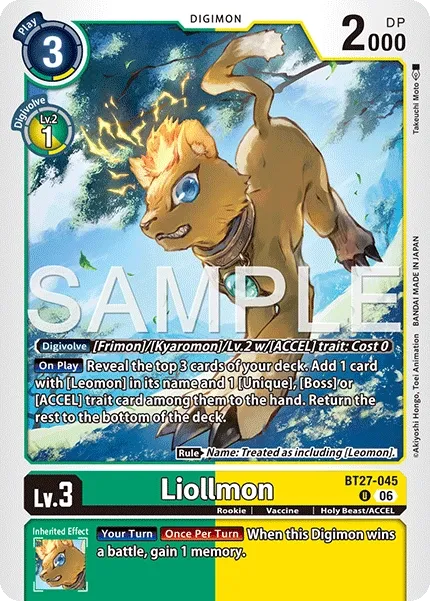 Play
3
DIGIMON
DP
2000
Digivolve
Lv.2
1
Takeuchi Moto
SAMPLE
©Akiyoshi Hongo, Toei Animation BANDAI MADE IN JAPAN
Digivolve [Frimon]/[Kyaromon]/Lv.2 w/[ACCEL] trait: Cost 0
On Play Reveal the top 3 cards of your deck. Add 1 card
with [Leomon] in its name and 1 [Unique], [Boss] or
[ACCEL] trait card among them to the hand. Return the
rest to the bottom of the deck.
Rule Name: Treated as including [Leomon].
Lv.3
Liollmon
BT27-045
U 06
Rookie | Vaccine | Holy Beast/ACCEL
Inherited Effect
Your Turn Once Per Turn When this Digimon wins
a battle, gain 1 memory.